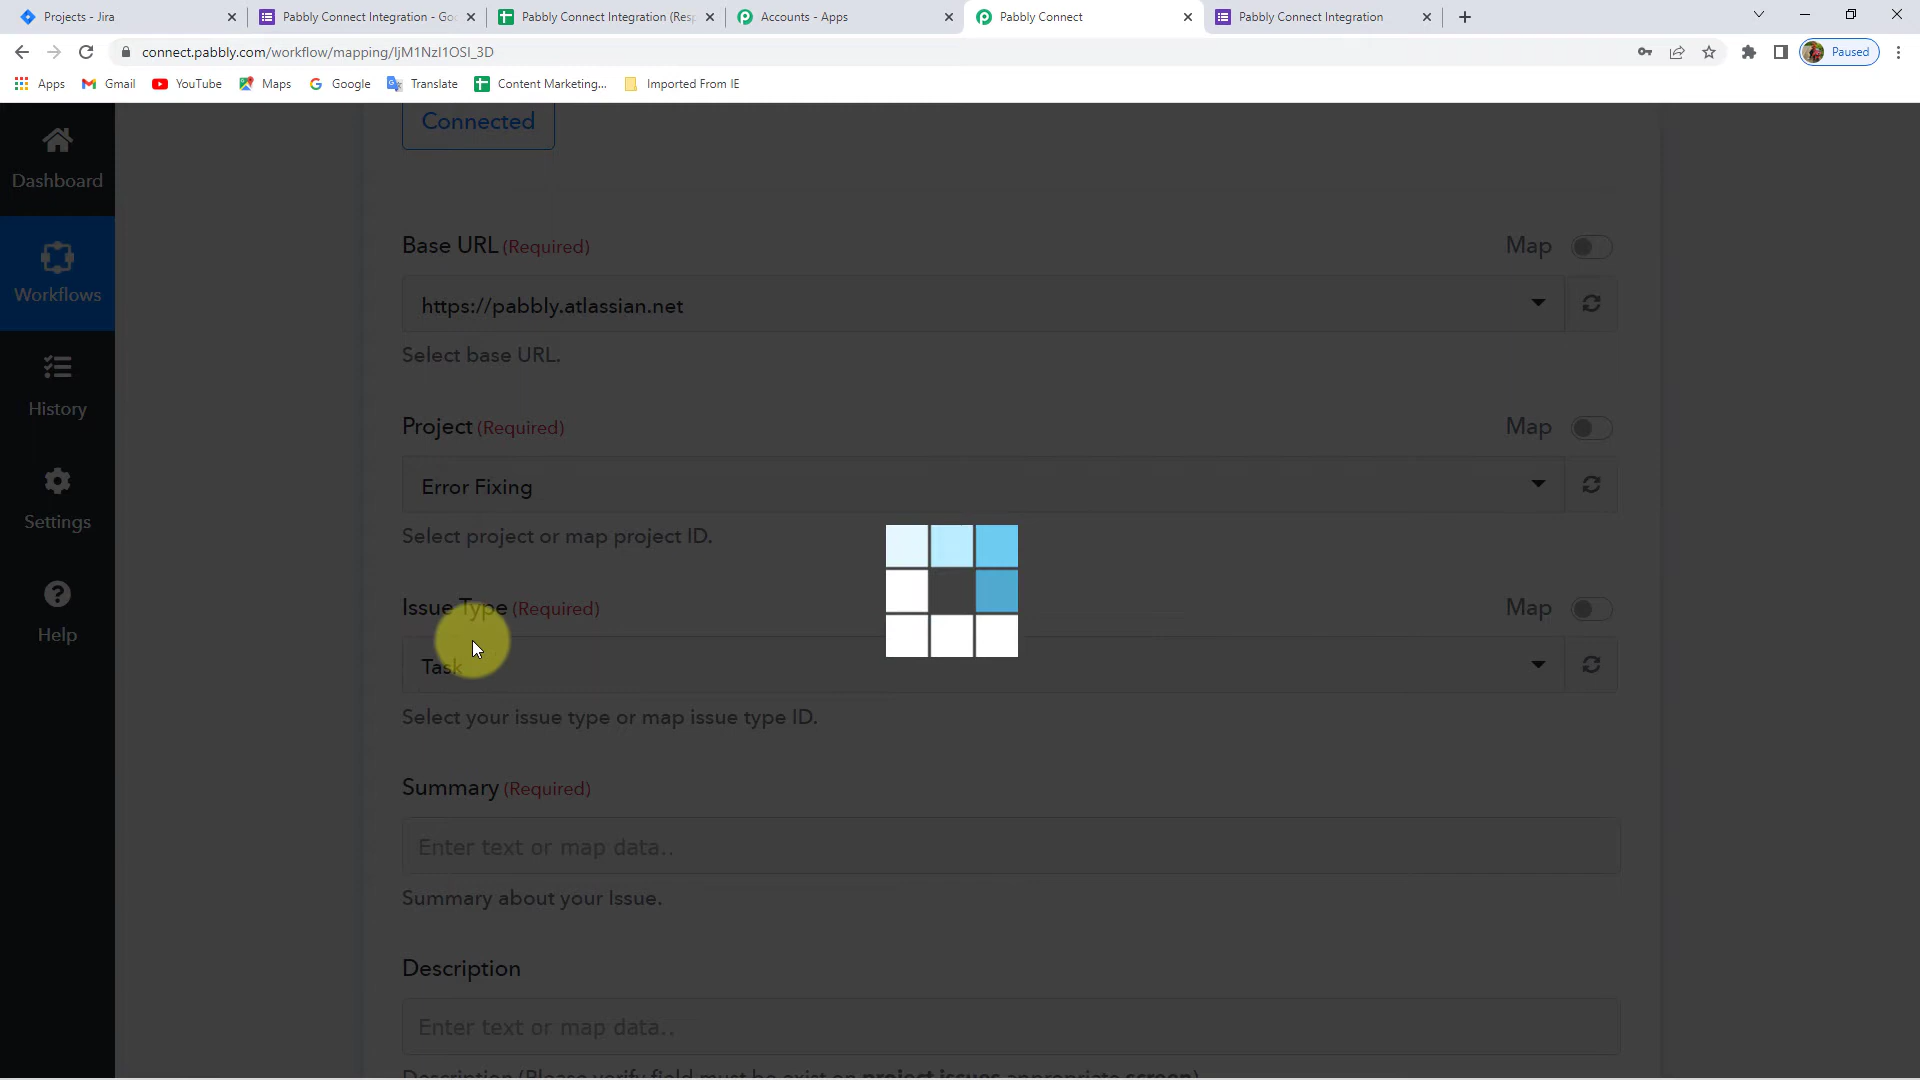 Projects - Jira
Pabbly Connect Integration - Goo
Pabbly Connect Integration (Resp
Accounts - Apps
Pabbly Connect
Pabbly Connect Integration
connect.pabbly.com/workflow/mapping/IjM1NzI1OSI_3D
Paused
Apps
Gmail
YouTube
Maps
Google
Translate
Content Marketing...
Imported From IE
Connected
Dashboard
Workflows
History
Settings
Help
Base URL (Required)
Map
https://pabbly.atlassian.net
Select base URL.
Project (Required)
Map
Error Fixing
Select project or map project ID.
Issue Type (Required)
Map
Task
Select your issue type or map issue type ID.
Summary (Required)
Enter text or map data..
Summary about your Issue.
Description
Enter text or map data..
Description (Please verify field must be exist on project issues appropriate screen)